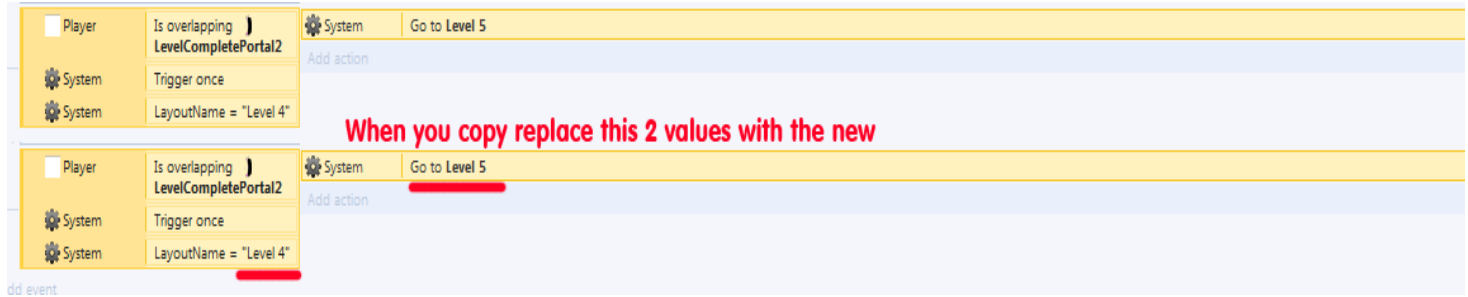 Player Is overlapping System Go to Level 5
LevelCompletePortal2
Add action
System Trigger once
System LayoutName = "Level 4"
When you copy replace this 2 values with the new
Player Is overlapping System Go to Level 5
LevelCompletePortal2
Add action
System Trigger once
System LayoutName = "Level 4"
dd event